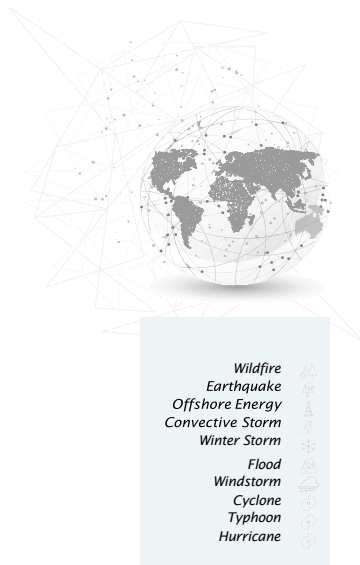 Wildfire
Earthquake
Offshore Energy
Convective Storm
Winter Storm
Flood
Windstorm
Cyclone
Typhoon
Hurricane